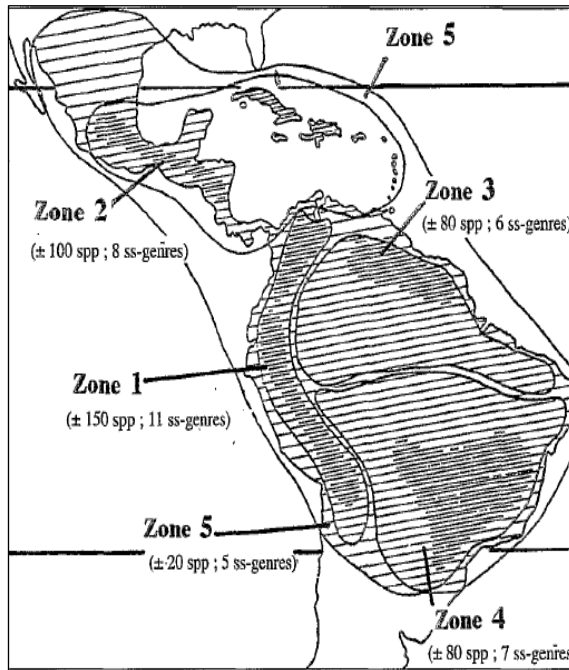 Zone 5
Zone 3
(± 80 spp ; 6 ss-genres)
Zone 2
(± 100 spp ; 8 ss-genres)
Zone 1
(± 150 spp ; 11 ss-genres)
Zone 5
(± 20 spp ; 5 ss-genres)
Zone 4
(± 80 spp ; 7 ss-genres)